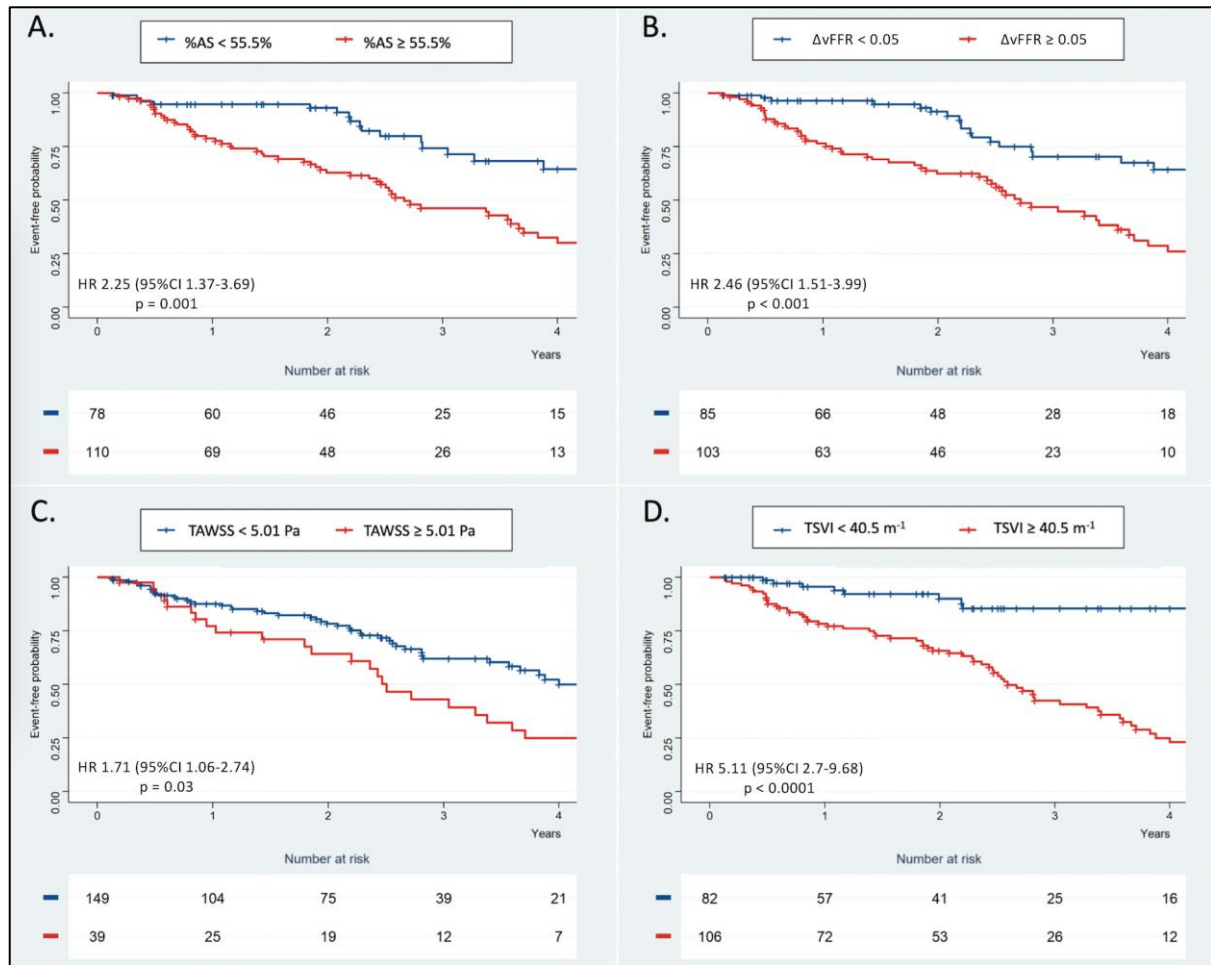 A.
%AS < 55.5% %AS ≥ 55.5%
Event-free probability
1.00
0.75
0.50
0.25
0.00
HR 2.25 (95%CI 1.37-3.69)
p = 0.001
0 1 2 3 4
Years
Number at risk
78 60 46 25 15
110 69 48 26 13
B.
ΔvFFR < 0.05 ΔvFFR ≥ 0.05
Event-free probability
1.00
0.75
0.50
0.25
0.00
HR 2.46 (95%CI 1.51-3.99)
p < 0.001
0 1 2 3 4
Years
Number at risk
85 66 48 28 18
103 63 46 23 10
C.
TAWSS < 5.01 Pa TAWSS ≥ 5.01 Pa
Event-free probability
1.00
0.75
0.50
0.25
0.00
HR 1.71 (95%CI 1.06-2.74)
p = 0.03
0 1 2 3 4
Years
Number at risk
149 104 75 39 21
39 25 19 12 7
D.
TSVI < 40.5 m⁻¹ TSVI ≥ 40.5 m⁻¹
Event-free probability
1.00
0.75
0.50
0.25
0.00
HR 5.11 (95%CI 2.7-9.68)
p < 0.0001
0 1 2 3 4
Years
Number at risk
82 57 41 25 16
106 72 53 26 12